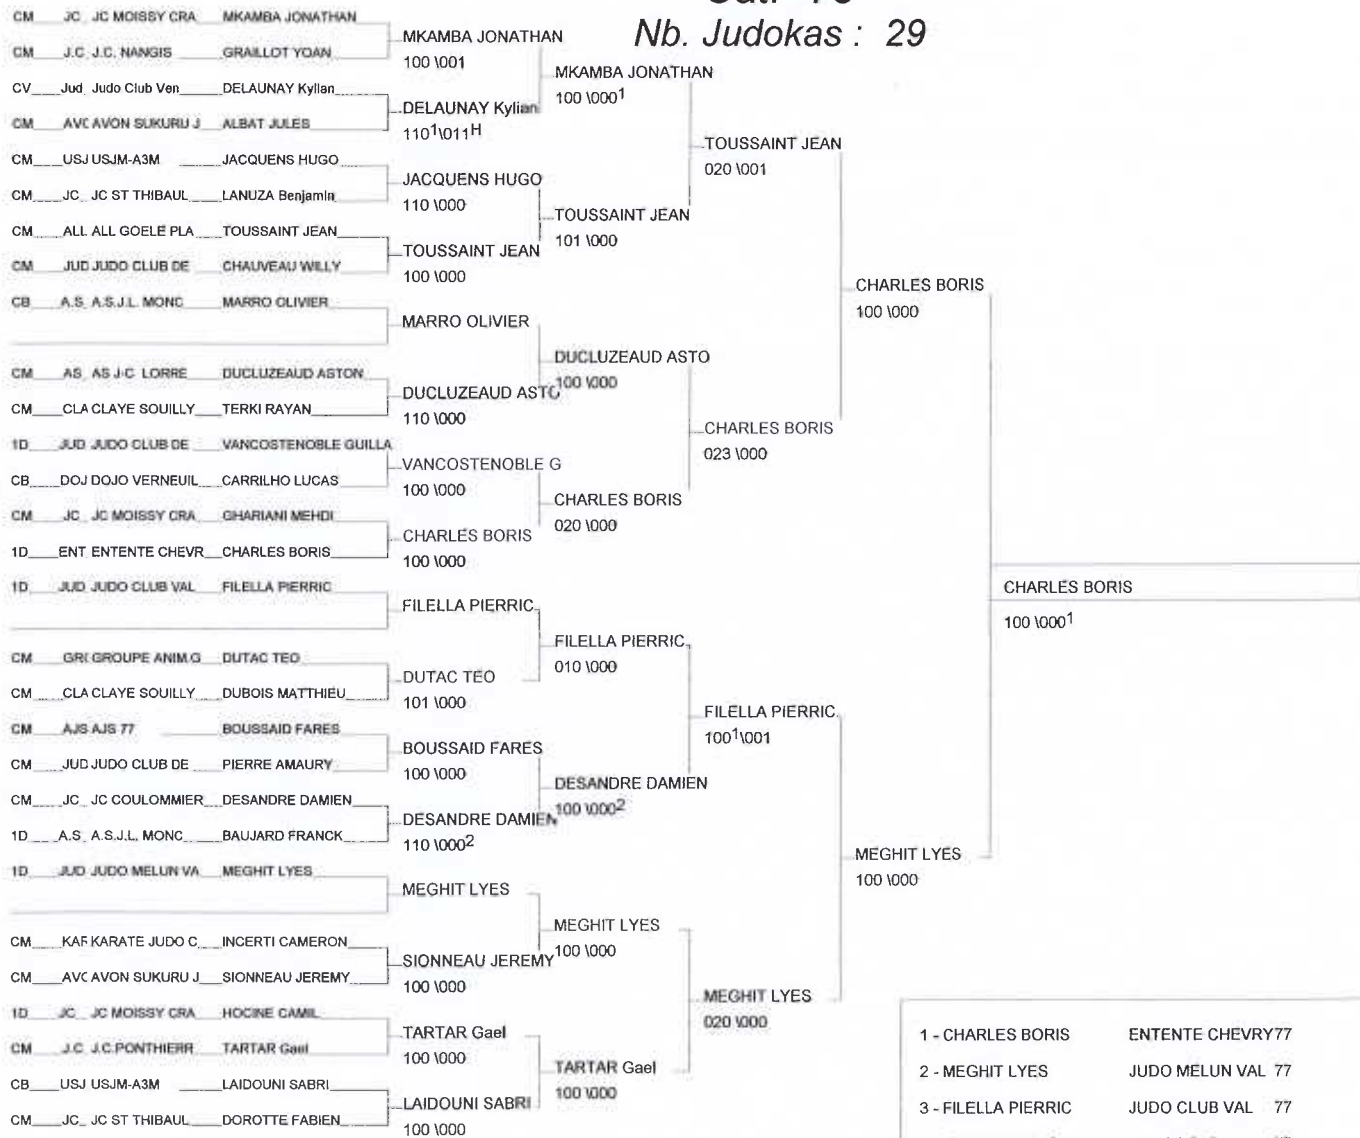 Nb. Judokas : 29
CM JC_ JC MOISSY CRA MKAMBA JONATHAN
CM J.C J.C. NANGIS GRAILLOT YOAN
CV Jud Judo Club Ven DELAUNAY Kylian
CM AVC AVON SUKURU J ALBAT JULES
CM USJ USJM-A3M JACQUENS HUGO
CM JC_ JC ST THIBAUL LANUZA Benjamin
CM ALL ALL GOELE PLA TOUSSAINT JEAN
CM JUD JUDO CLUB DE CHAUVEAU WILLY
CB A.S_ A.S.J.L. MONC MARRO OLIVIER
CM AS_ AS J-C LORRE DUCLUZEAUD ASTON
CM CLA CLAYE SOUILLY TERKI RAYAN
1D JUD JUDO CLUB DE VANCOSTENOBLE GUILLA
CB DOJ DOJO VERNEUIL CARRILHO LUCAS
CM JC_ JC MOISSY CRA GHARIANI MEHDI
1D ENT ENTENTE CHEVR CHARLES BORIS
1D JUD JUDO CLUB VAL FILELLA PIERRIC
CM GRO GROUPE ANIM.G DUTAC TEO
CM CLA CLAYE SOUILLY DUBOIS MATTHIEU
CM AJS AJS 77 BOUSSAID FARES
CM JUD JUDO CLUB DE PIERRE AMAURY
CM JC_ JC COULOMMIER DESANDRE DAMIEN
1D A.S_ A.S.J.L. MONC BAUJARD FRANCK
1D JUD JUDO MELUN VA MEGHIT LYES
CM KAR KARATE JUDO C INCERTI CAMERON
CM AVC AVON SUKURU J SIONNEAU JEREMY
1D JC_ JC MOISSY CRA HOCINE CAMIL
CM J.C J.C.PONTHIERR TARTAR Gael
CB USJ USJM-A3M LAIDOUNI SABRI
CM JC_ JC ST THIBAUL DOROTTE FABIEN
MKAMBA JONATHAN
100 \001
DELAUNAY Kylian
110¹\011ᴴ
JACQUENS HUGO
110 \000
TOUSSAINT JEAN
100 \000
MARRO OLIVIER
DUCLUZEAUD ASTO
110 \000
VANCOSTENOBLE G
100 \000
CHARLES BORIS
100 \000
FILELLA PIERRIC
DUTAC TEO
101 \000
BOUSSAID FARES
100 \000
DESANDRE DAMIEN
110 \000²
MEGHIT LYES
SIONNEAU JEREMY
100 \000
TARTAR Gael
100 \000
LAIDOUNI SABRI
100 \000
MKAMBA JONATHAN
100 \000¹
TOUSSAINT JEAN
101 \000
DUCLUZEAUD ASTO
100 \000
CHARLES BORIS
020 \000
FILELLA PIERRIC
010 \000
DESANDRE DAMIEN
100 \000²
MEGHIT LYES
100 \000
TARTAR Gael
100 \000
TOUSSAINT JEAN
020 \001
CHARLES BORIS
023 \000
FILELLA PIERRIC
100¹\001
MEGHIT LYES
020 \000
CHARLES BORIS
100 \000
MEGHIT LYES
100 \000
CHARLES BORIS
100 \000¹
1 - CHARLES BORIS ENTENTE CHEVRY77
2 - MEGHIT LYES JUDO MELUN VAL 77
3 - FILELLA PIERRIC JUDO CLUB VAL 77